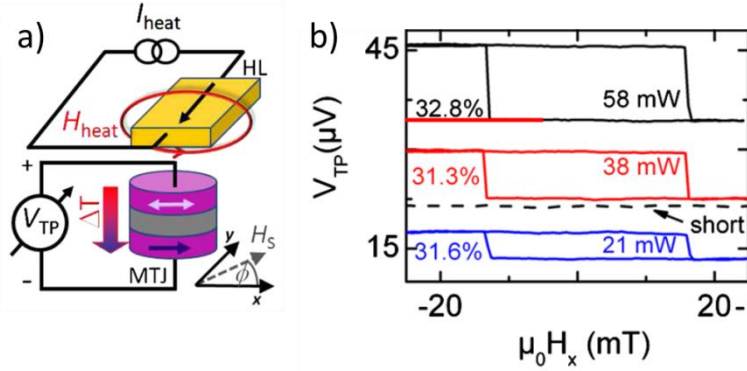 a)
I_heat
HL
H_heat
+
V_TP
ΔT
-
MTJ
y
H_S
ϕ
x
b)
V_TP(μV)
45
15
32.8%
58 mW
31.3%
38 mW
short
31.6%
21 mW
-20
20
μ₀Hₓ (mT)